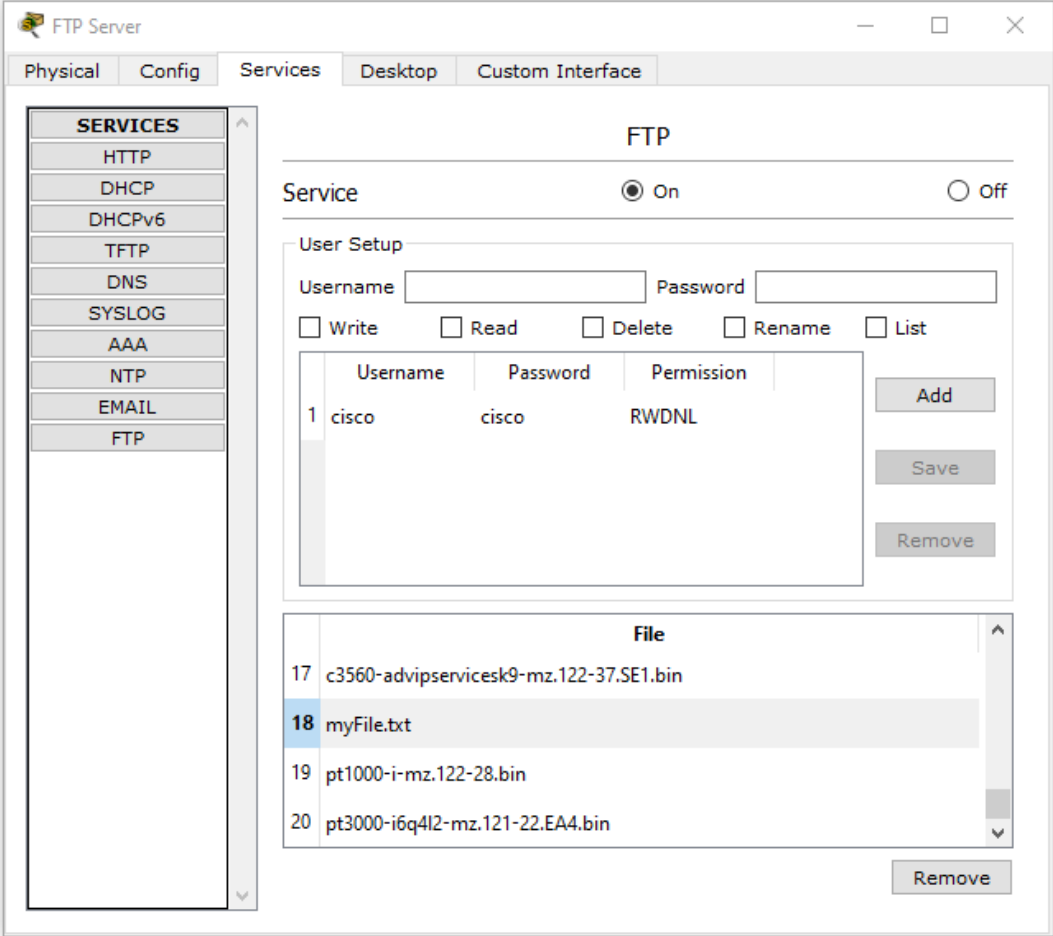 FTP Server
Physical Config Services Desktop Custom Interface
SERVICES
HTTP
DHCP
DHCPv6
TFTP
DNS
SYSLOG
AAA
NTP
EMAIL
FTP
FTP
Service On Off
User Setup
Username Password
Write Read Delete Rename List
Username Password Permission
1 cisco cisco RWDNL
Add
Save
Remove
File
17 c3560-advipservicesk9-mz.122-37.SE1.bin
18 myFile.txt
19 pt1000-i-mz.122-28.bin
20 pt3000-i6q4l2-mz.121-22.EA4.bin
Remove